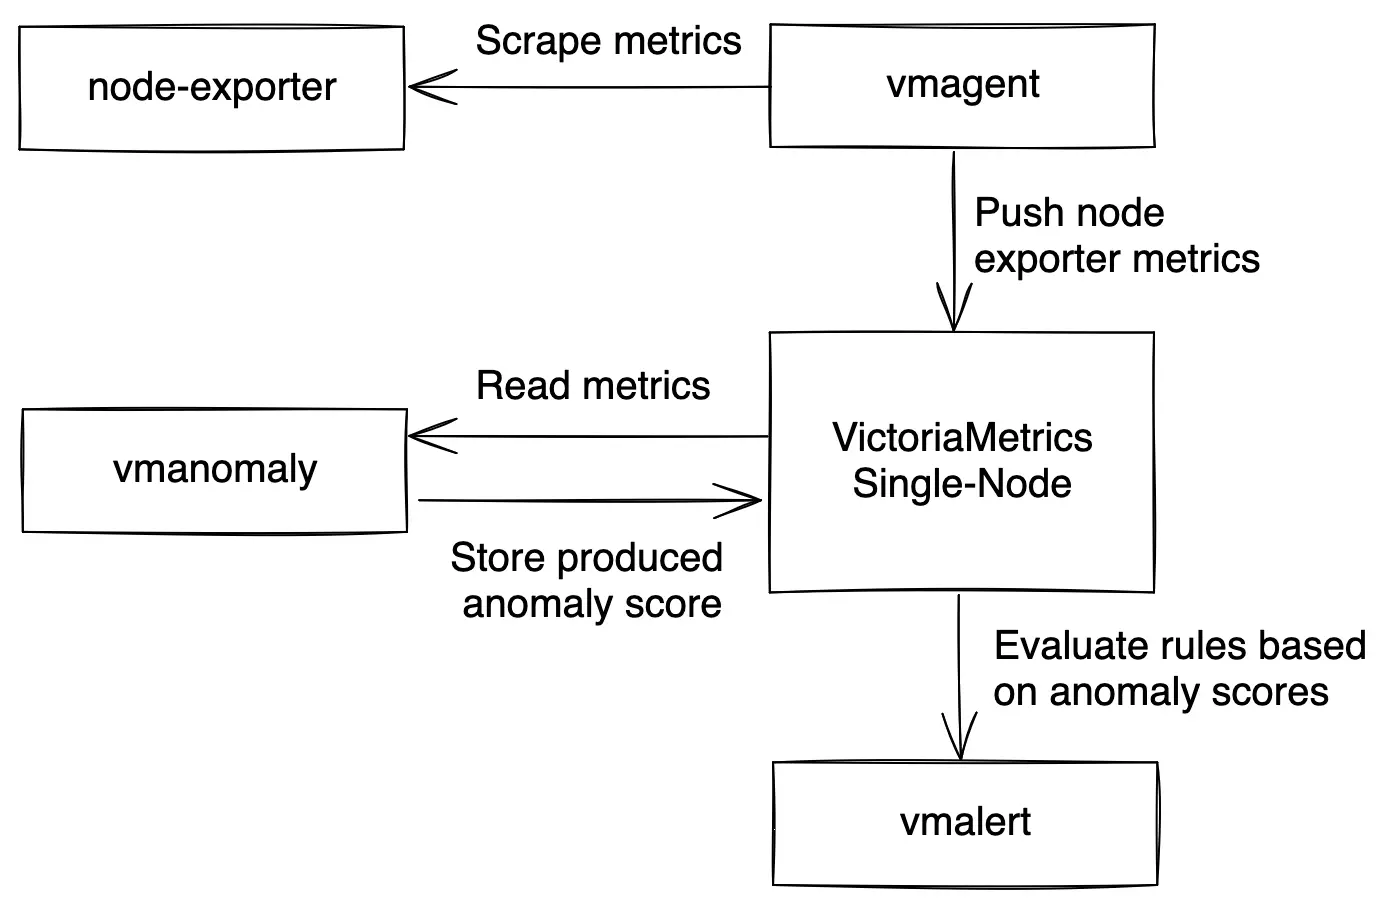 node-exporter
Scrape metrics
vmagent
Push node
exporter metrics
Read metrics
vmanomaly
VictoriaMetrics
Single-Node
Store produced
anomaly score
Evaluate rules based
on anomaly scores
vmalert